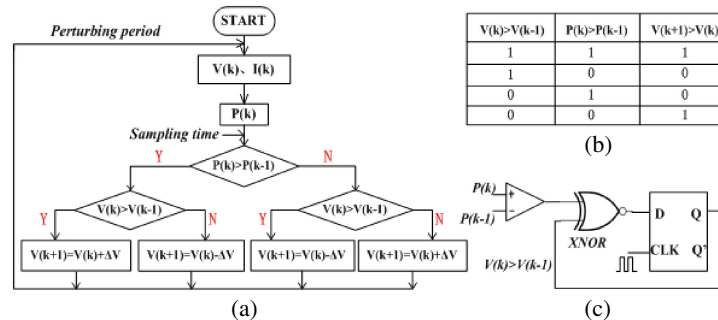 START
Perturbing period
V(k)、I(k)
P(k)
Sampling time
Y
P(k)>P(k-1)
N
Y
V(k)>V(k-1)
N
Y
V(k)>V(k-1)
N
V(k+1)=V(k)+ΔV
V(k+1)=V(k)-ΔV
V(k+1)=V(k)-ΔV
V(k+1)=V(k)+ΔV
(a)
V(k)>V(k-1) P(k)>P(k-1) V(k+1)>V(k)
1 1 1
1 0 0
0 1 0
0 0 1
(b)
P(k)
+
P(k-1)
−
XNOR
D Q
CLK Q'
V(k)>V(k-1)
(c)